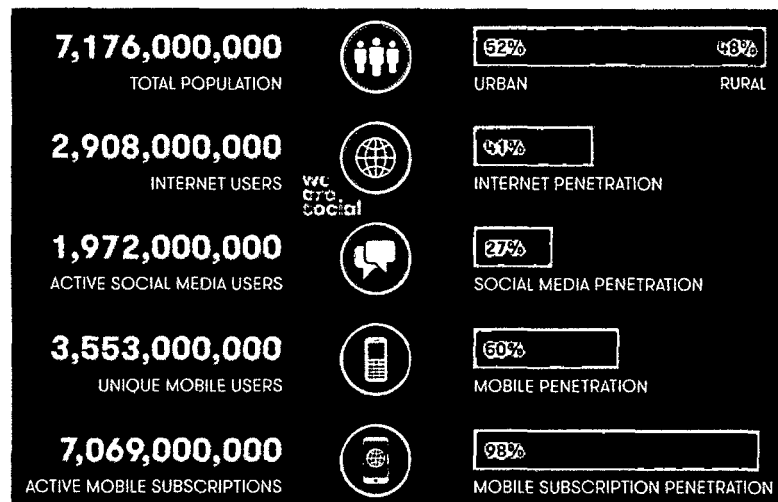 7,176,000,000
TOTAL POPULATION
52% 48%
URBAN RURAL
2,908,000,000
INTERNET USERS
we
are
social
41%
INTERNET PENETRATION
1,972,000,000
ACTIVE SOCIAL MEDIA USERS
27%
SOCIAL MEDIA PENETRATION
3,553,000,000
UNIQUE MOBILE USERS
50%
MOBILE PENETRATION
7,069,000,000
ACTIVE MOBILE SUBSCRIPTIONS
98%
MOBILE SUBSCRIPTION PENETRATION